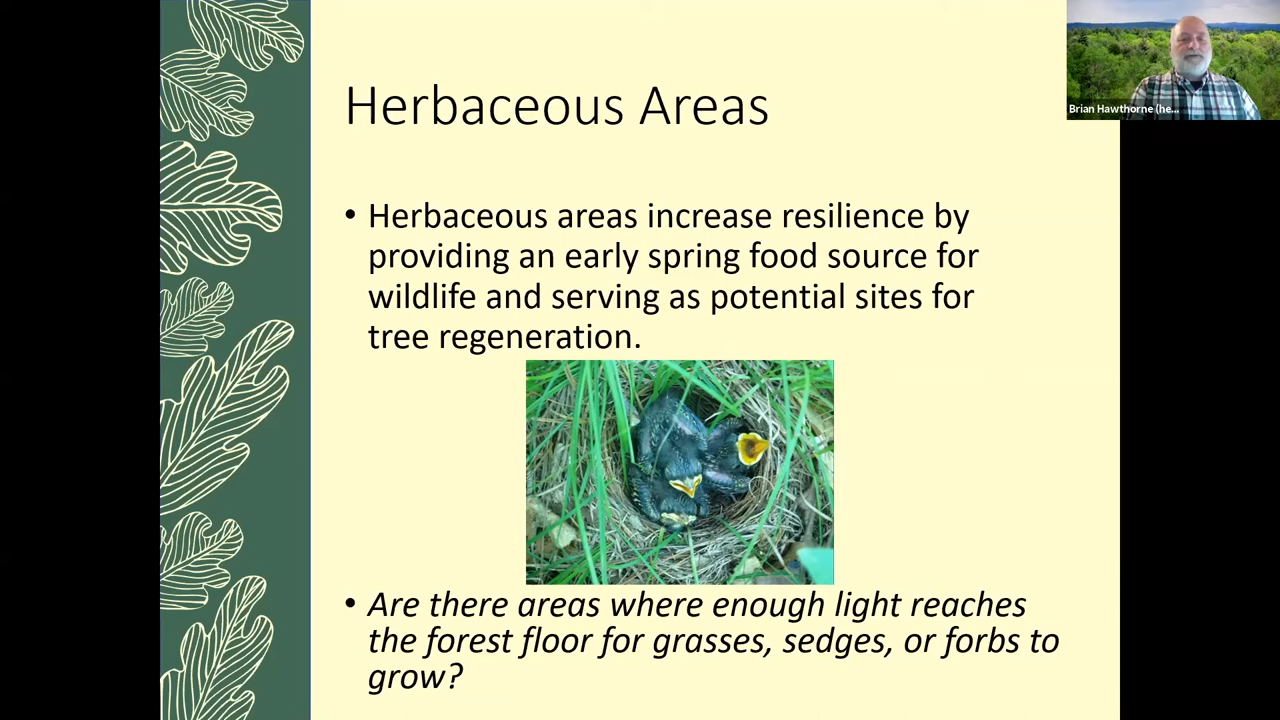 Herbaceous Areas
• Herbaceous areas increase resilience by
providing an early spring food source for
wildlife and serving as potential sites for
tree regeneration.
• Are there areas where enough light reaches
the forest floor for grasses, sedges, or forbs to
grow?
Brian Hawthorne (he...